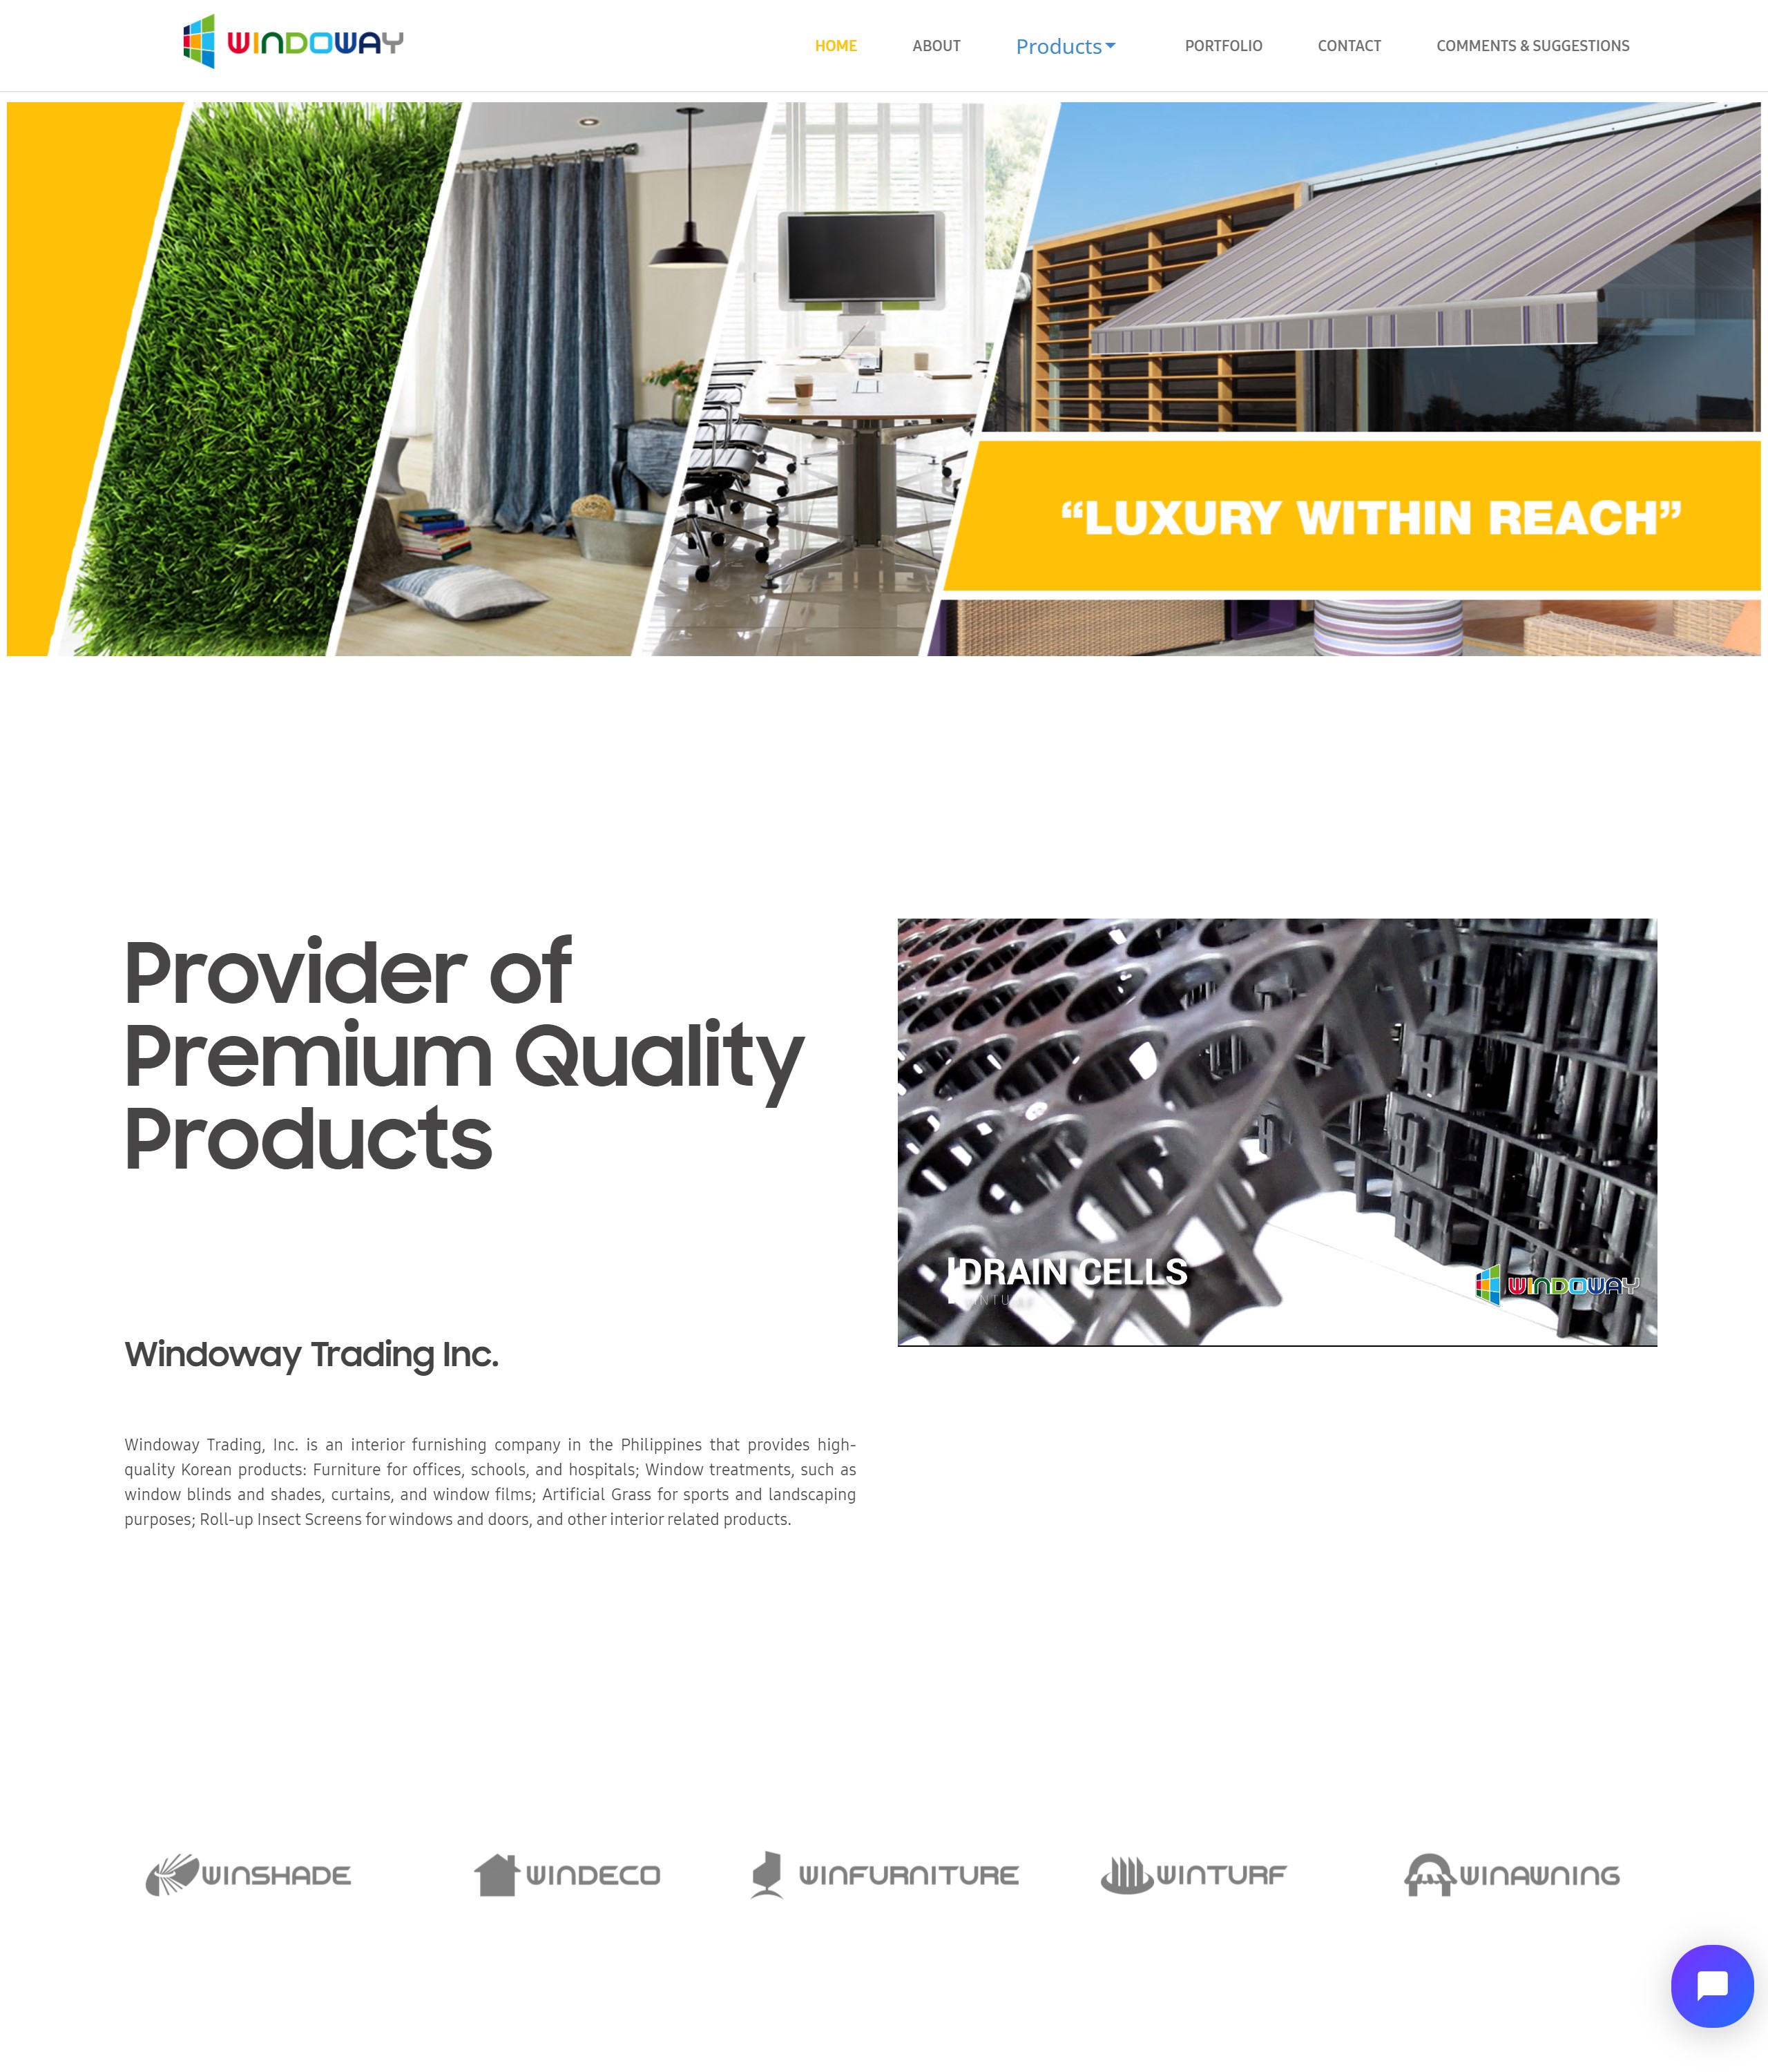 WINDOWAY
HOME
ABOUT
Products
PORTFOLIO
CONTACT
COMMENTS & SUGGESTIONS
“LUXURY WITHIN REACH”
Provider of
Premium Quality
Products
DRAIN CELLS
WINDOWAY
Windoway Trading Inc.
Windoway Trading, Inc. is an interior furnishing company in the Philippines that provides high-
quality Korean products: Furniture for offices, schools, and hospitals; Window treatments, such as
window blinds and shades, curtains, and window films; Artificial Grass for sports and landscaping
purposes; Roll-up Insect Screens for windows and doors, and other interior related products.
WINSHADE
WINDECO
WINFURNITURE
WINTURF
WINAWNING